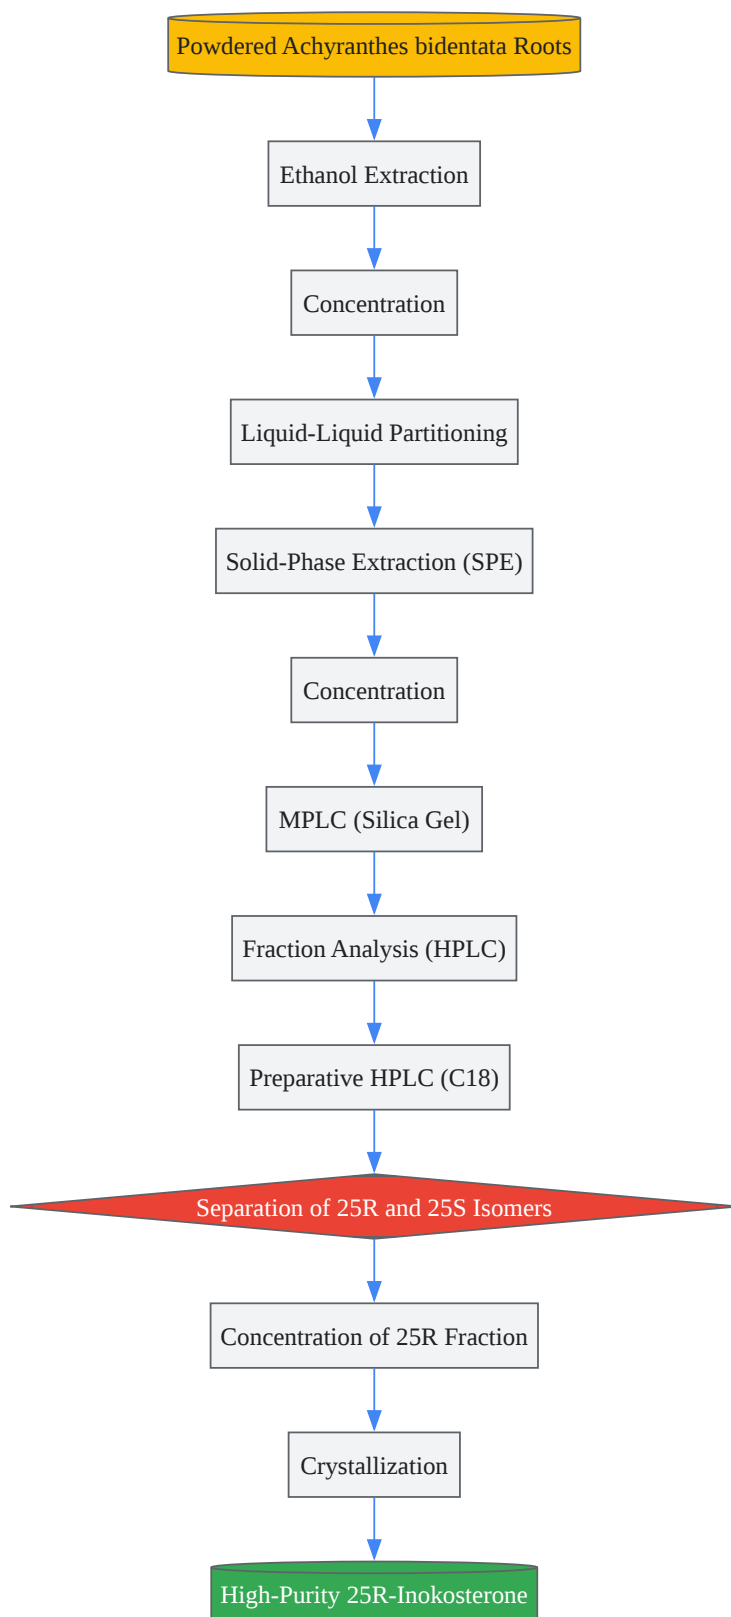 Powdered Achyranthes bidentata Roots
Ethanol Extraction
Concentration
Liquid-Liquid Partitioning
Solid-Phase Extraction (SPE)
Concentration
MPLC (Silica Gel)
Fraction Analysis (HPLC)
Preparative HPLC (C18)
Separation of 25R and 25S Isomers
Concentration of 25R Fraction
Crystallization
High-Purity 25R-Inokosterone